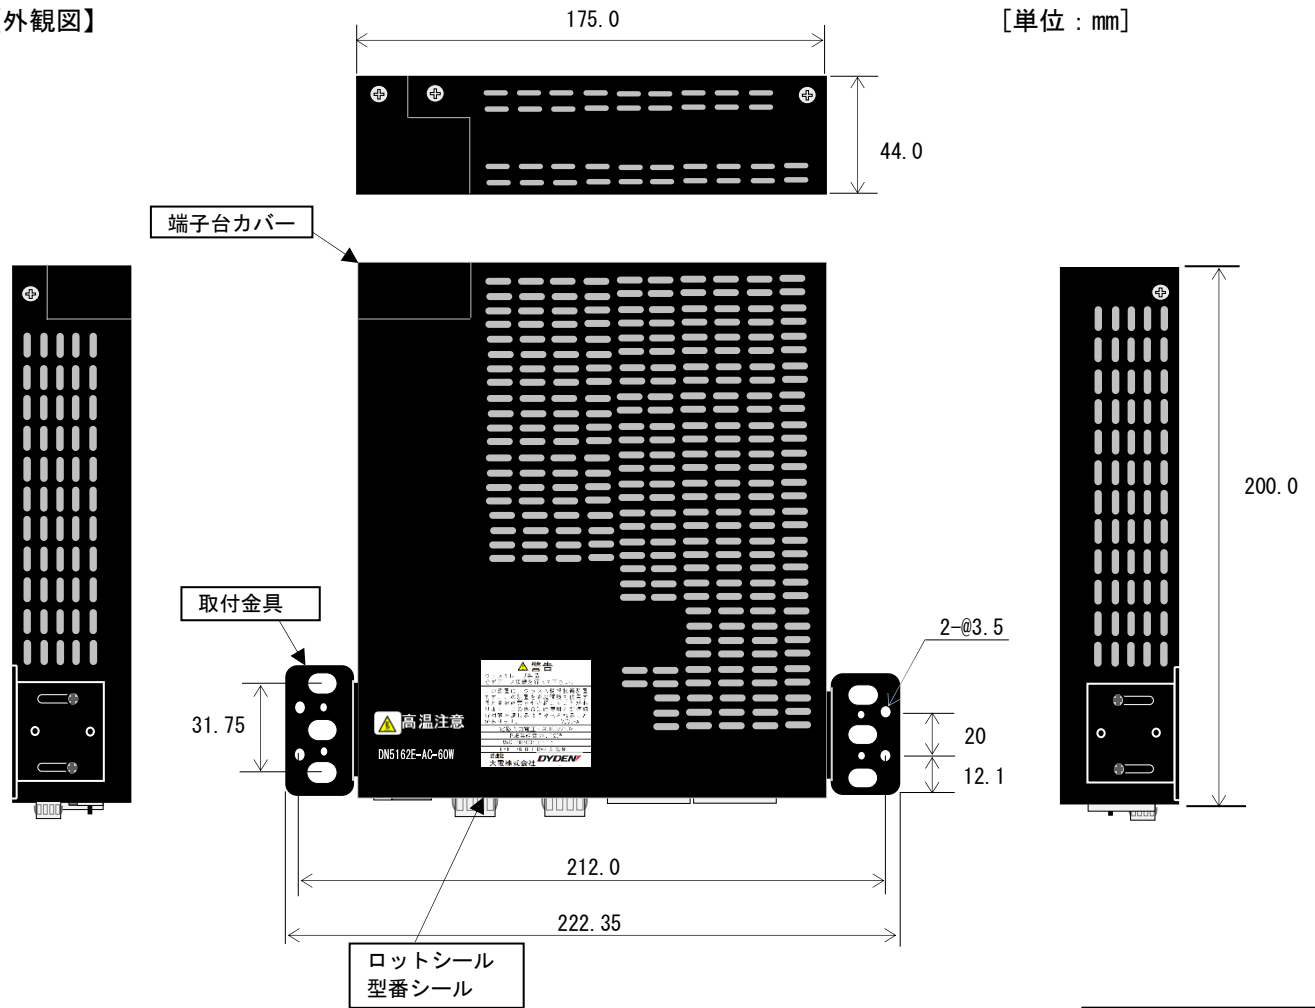 外観図】
[単位：mm]
175.0
44.0
端子台カバー
200.0
取付金具
2-@3.5
31.75
20
12.1
高温注意
DN5162E-AC-60W
警告
大電株式会社 DYDEN
212.0
222.35
ロットシール
型番シール